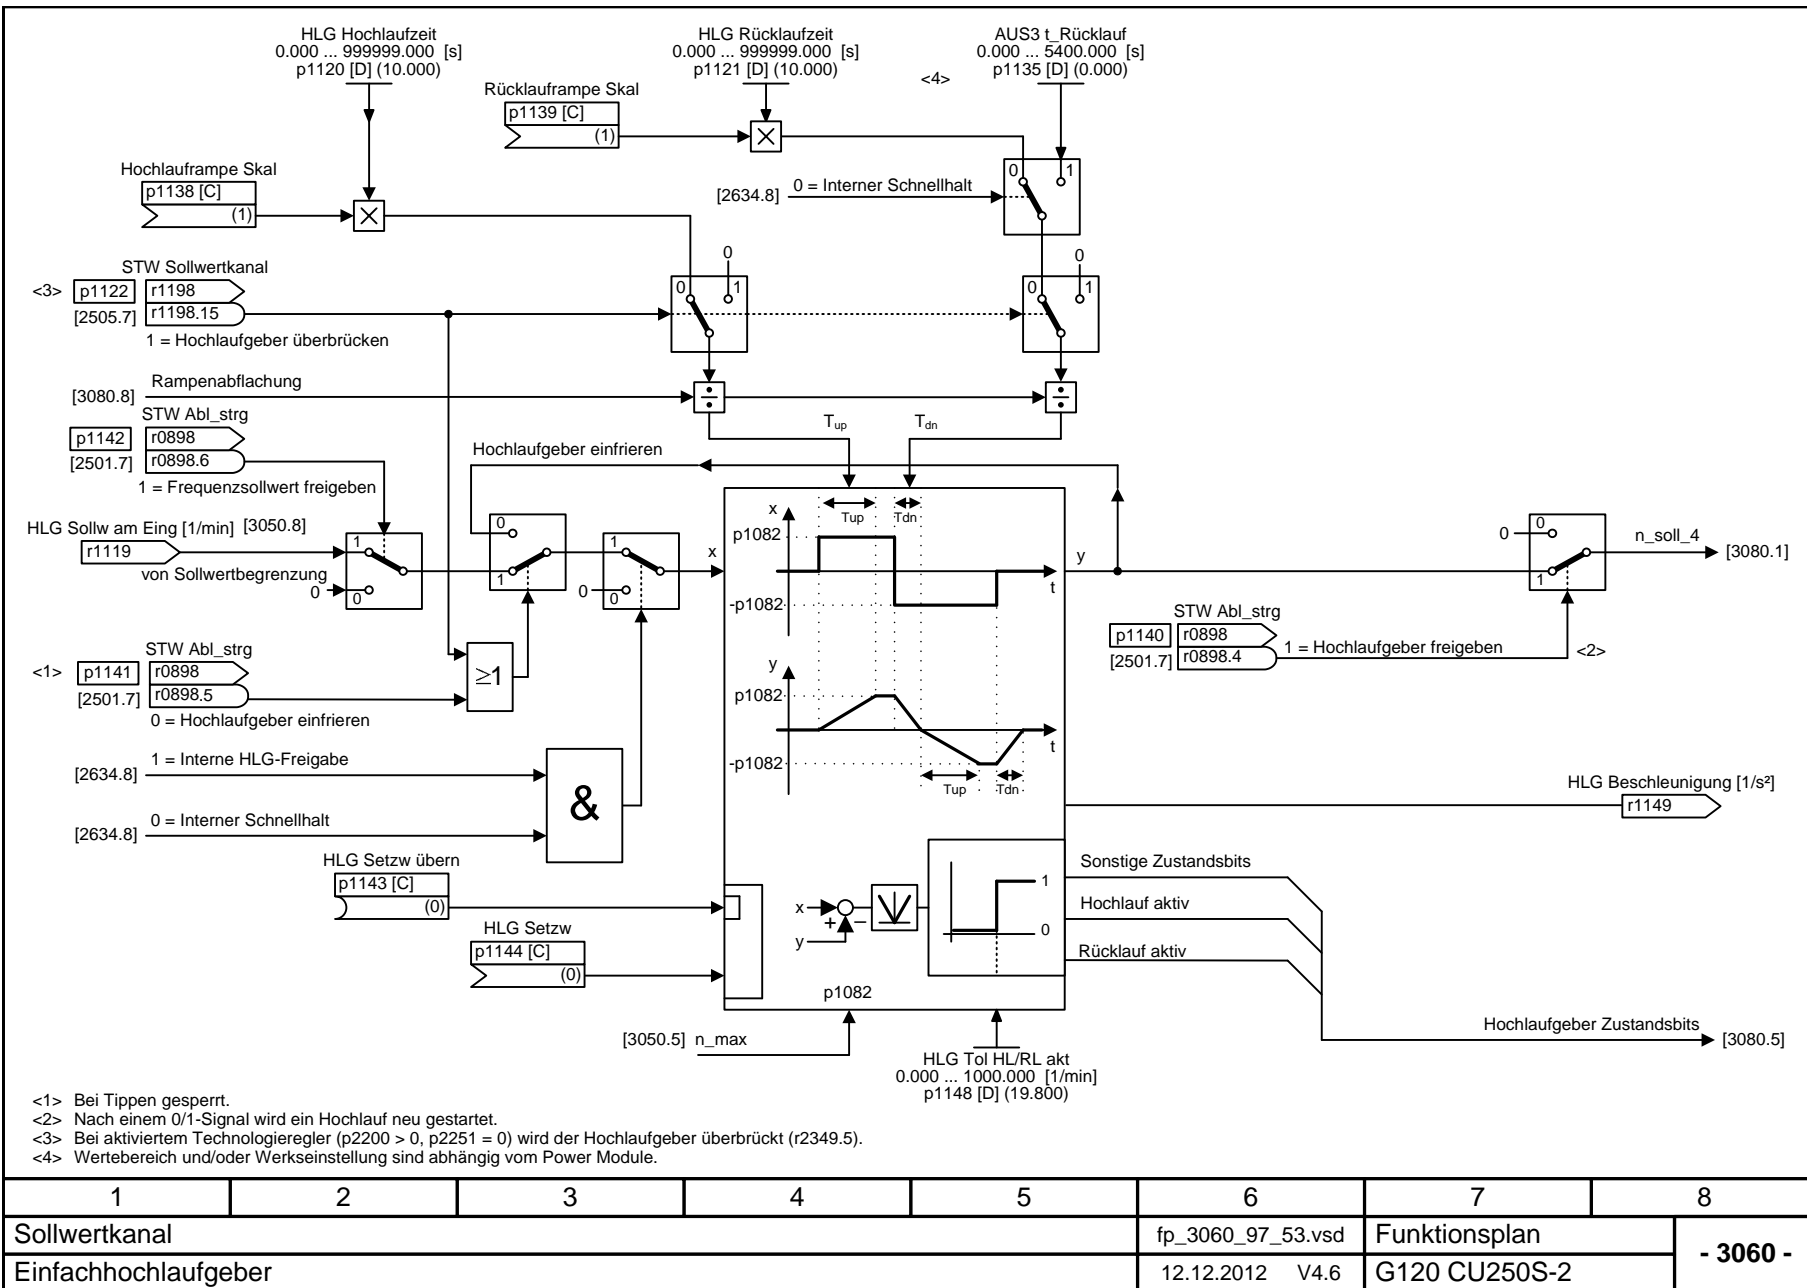 HLG Hochlaufzeit
0.000 ... 999999.000 [s]
p1120 [D] (10.000)
HLG Rücklaufzeit
0.000 ... 999999.000 [s]
p1121 [D] (10.000)
AUS3 t_Rücklauf
0.000 ... 5400.000 [s]
<4> p1135 [D] (0.000)
Rücklauframpe Skal
p1139 [C]
(1)
Hochlauframpe Skal
p1138 [C]
(1)
[2634.8] 0 = Interner Schnellhalt
0 1
STW Sollwertkanal
<3> p1122 r1198
[2505.7] r1198.15
1 = Hochlaufgeber überbrücken
0
0 1
0
0 1
Rampenabflachung
[3080.8]
÷ ÷
STW Abl_strg
p1142 r0898
[2501.7] r0898.6
1 = Frequenzsollwert freigeben
Tup Tdn
Hochlaufgeber einfrieren
HLG Sollw am Eing [1/min] [3050.8]
r1119
von Sollwertbegrenzung
0
1
0
0
1
1
0
0
x
x
p1082
-p1082
Tup Tdn
t
y
0
0
1
n_soll_4
[3080.1]
STW Abl_strg
p1140 r0898
[2501.7] r0898.4
1 = Hochlaufgeber freigeben <2>
STW Abl_strg
<1> p1141 r0898
[2501.7] r0898.5
0 = Hochlaufgeber einfrieren
≥1
y
p1082
-p1082
t
Tup Tdn
1 = Interne HLG-Freigabe
[2634.8]
&
0 = Interner Schnellhalt
[2634.8]
HLG Beschleunigung [1/s²]
r1149
HLG Setzw übern
p1143 [C]
(0)
HLG Setzw
p1144 [C]
(0)
x
+ −
y
1
0
Sonstige Zustandsbits
Hochlauf aktiv
Rücklauf aktiv
p1082
Hochlaufgeber Zustandsbits
[3080.5]
[3050.5] n_max
HLG Tol HL/RL akt
0.000 ... 1000.000 [1/min]
p1148 [D] (19.800)
<1> Bei Tippen gesperrt.
<2> Nach einem 0/1-Signal wird ein Hochlauf neu gestartet.
<3> Bei aktiviertem Technologieregler (p2200 > 0, p2251 = 0) wird der Hochlaufgeber überbrückt (r2349.5).
<4> Wertebereich und/oder Werkseinstellung sind abhängig vom Power Module.
1 2 3 4 5 6 7 8
Sollwertkanal fp_3060_97_53.vsd Funktionsplan
- 3060 -
Einfachhochlaufgeber 12.12.2012 V4.6 G120 CU250S-2